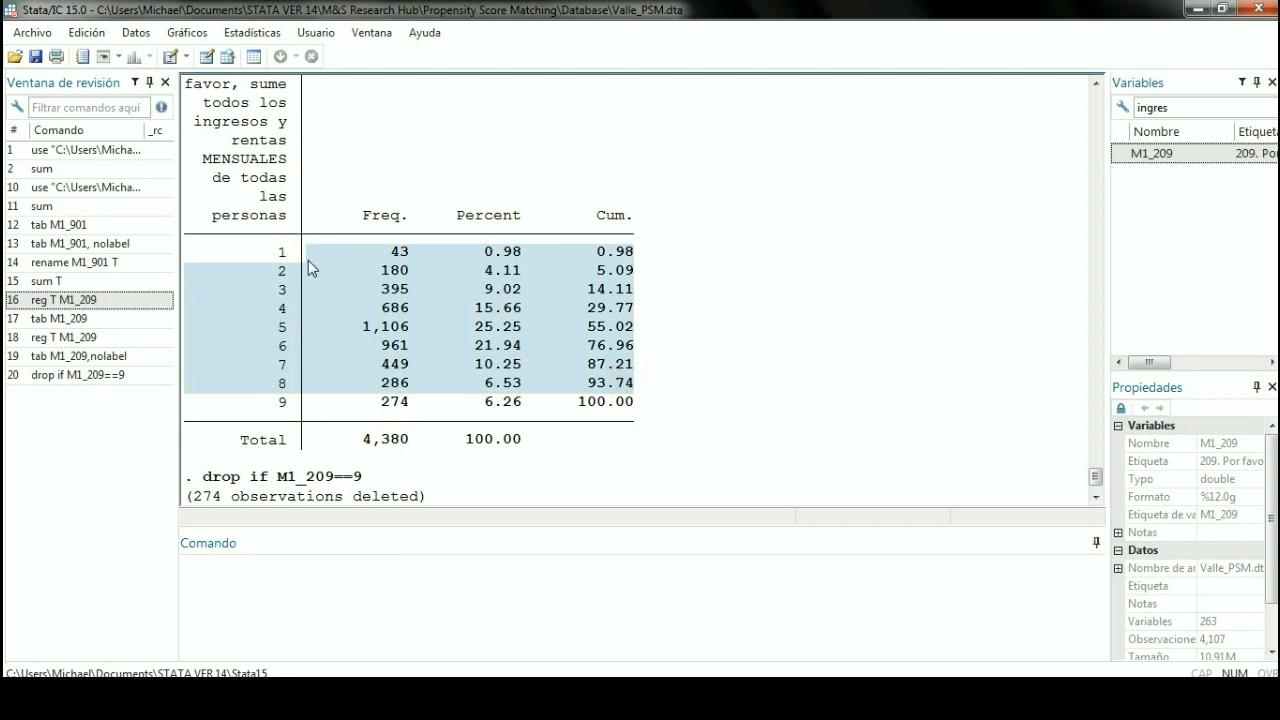 Stata/IC 15.0 - C:\Users\Michael\Documents\STATA VER 14\M&S Research Hub\Propensity Score Matching\Database\Valle_PSM.dta
Archivo Edición Datos Gráficos Estadísticas Usuario Ventana Ayuda
Ventana de revisión
Filtrar comandos aquí
# Comando _rc
1 use "C:\Users\Micha...
2 sum
10 use "C:\Users\Micha...
11 sum
12 tab M1_901
13 tab M1_901, nolabel
14 rename M1_901 T
15 sum T
16 reg T M1_209
17 tab M1_209
18 reg T M1_209
19 tab M1_209,nolabel
20 drop if M1_209==9
favor, sume
todos los
ingresos y
rentas
MENSUALES
de todas
las
personas Freq. Percent Cum.
1 43 0.98 0.98
2 180 4.11 5.09
3 395 9.02 14.11
4 686 15.66 29.77
5 1,106 25.25 55.02
6 961 21.94 76.96
7 449 10.25 87.21
8 286 6.53 93.74
9 274 6.26 100.00
Total 4,380 100.00
. drop if M1_209==9
(274 observations deleted)
Comando
Variables
ingres
Nombre Etiqueta
M1_209 209. Por
Propiedades
Variables
Nombre M1_209
Etiqueta 209. Por favo
Typo double
Formato %12.0g
Etiqueta de va M1_209
Notas
Datos
Nombre de ar Valle_PSM.dt
Etiqueta
Notas
Variables 263
Observacione 4,107
Tamaño 10.91M
C:\Users\Michael\Documents\STATA VER 14\Stata15
CAP NUM OVR